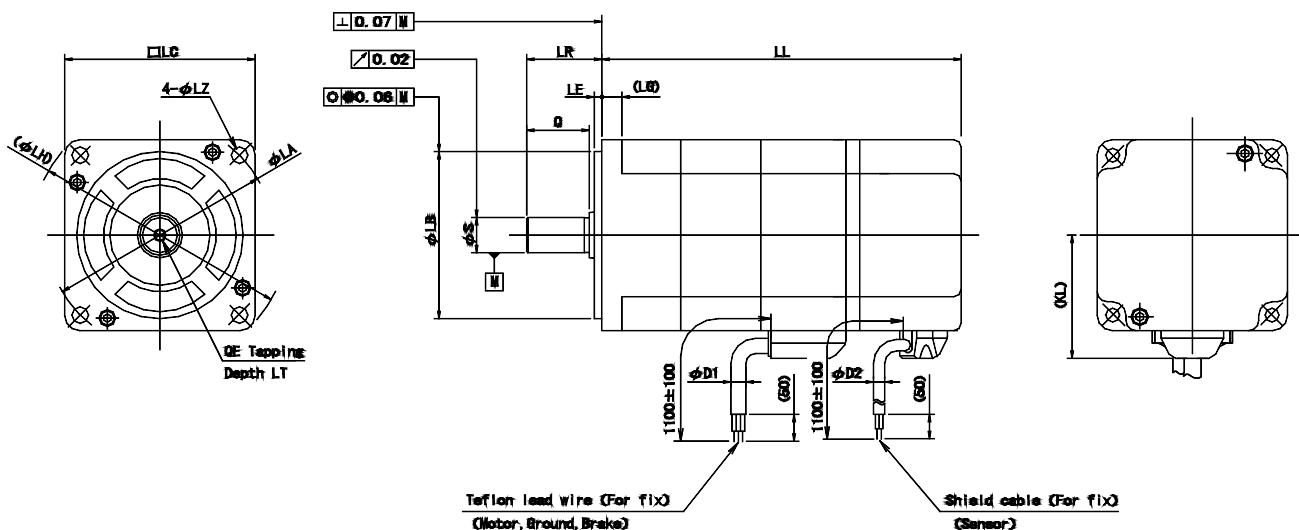 ⊥ 0.07 M
□LC
LR
LL
↗ 0.02
4-φLZ
LE
(LG)
◎ φ0.06 M
Q
(φLH)
φLA
φLB
φS
M
(KL)
QE Tapping
Depth LT
1100±100
φD1
(50)
1100±100
φD2
(50)
Teflon lead wire (For fix)
(Motor, Ground, Brake)
Shield cable (For fix)
(Sensor)